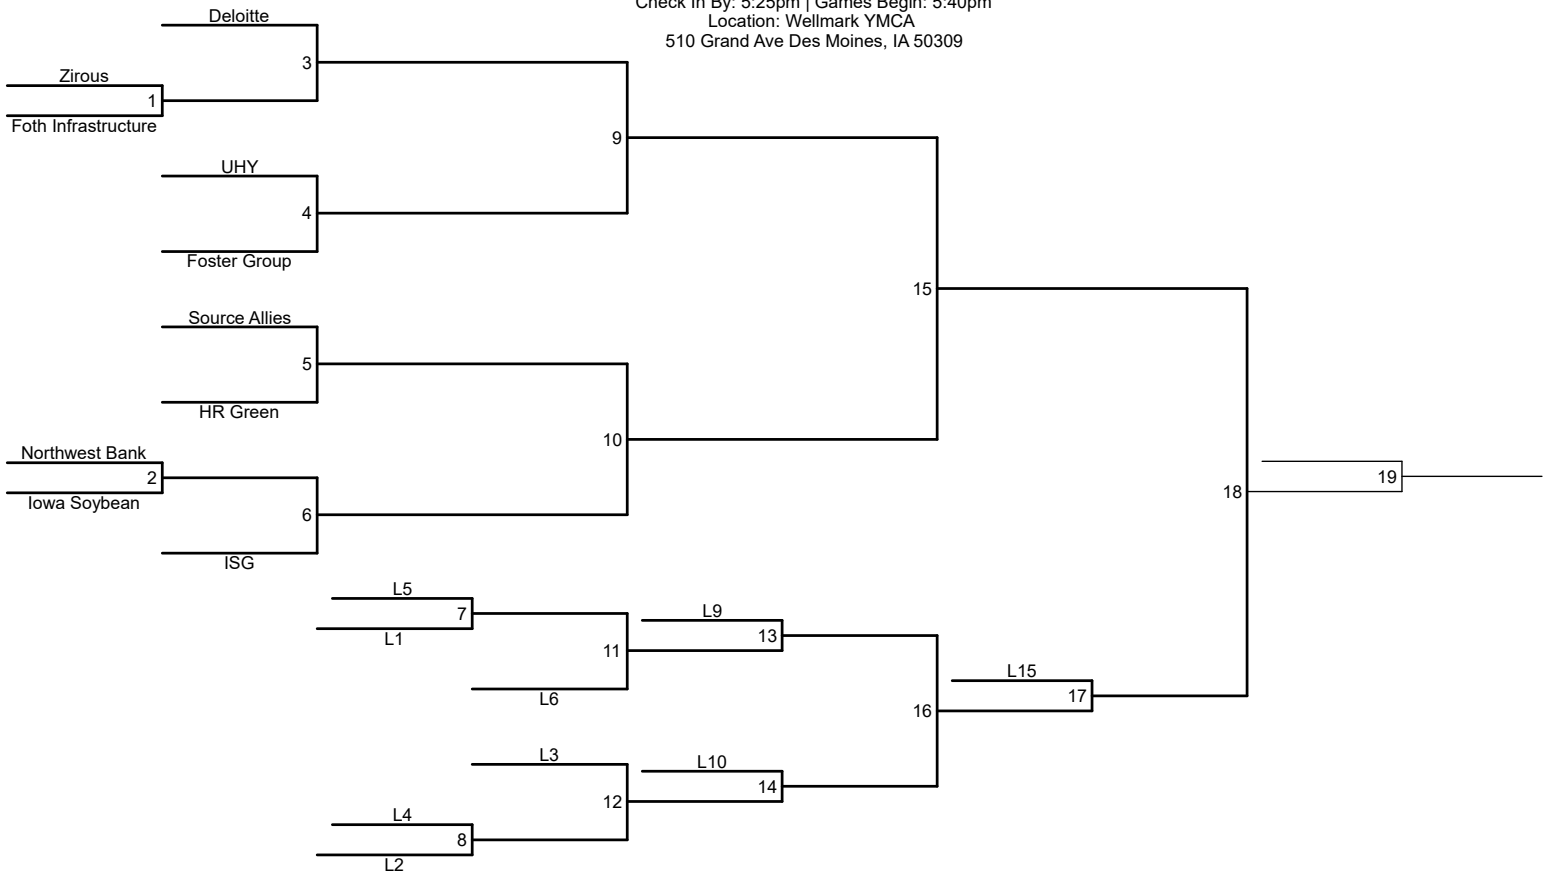 Check In By: 5:25pm | Games Begin: 5:40pm
Location: Wellmark YMCA
510 Grand Ave Des Moines, IA 50309
Deloitte
3
Zirous
1
Foth Infrastructure
9
UHY
4
Foster Group
15
Source Allies
5
HR Green
10
Northwest Bank
2
Iowa Soybean
6
ISG
18
19
L5
7
L1
L9
13
11
L6
L15
17
16
L3
L10
14
12
L4
8
L2